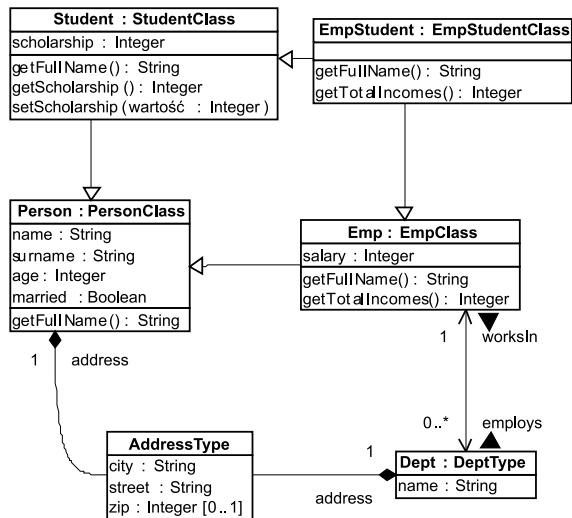 Student : StudentClass
scholarship : Integer
getFullName() : String
getScholarship () : Integer
setScholarship (wartość : Integer )
EmpStudent : EmpStudentClass
getFullName() : String
getTotalIncomes() : Integer
Person : PersonClass
name : String
surname : String
age : Integer
married : Boolean
getFullName() : String
Emp : EmpClass
salary : Integer
getFullName() : String
getTotalIncomes() : Integer
1
address
1
worksIn
0..*
employs
AddressType
city : String
street : String
zip : Integer [0..1]
1
address
Dept : DeptType
name : String